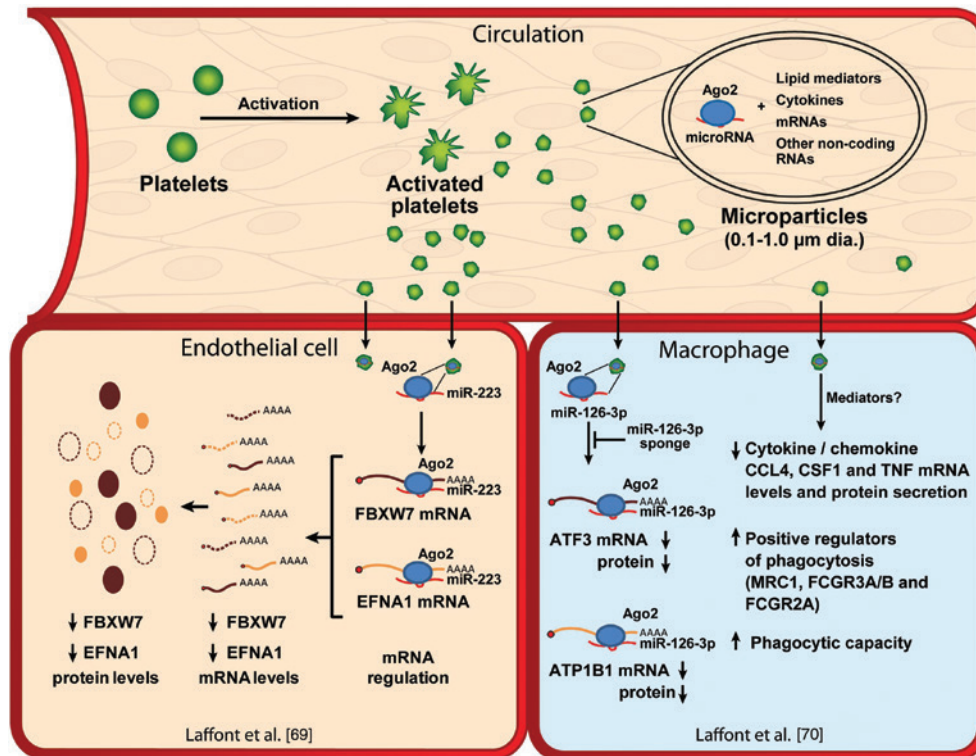 Circulation
Platelets
Activation
Activated
platelets
Ago2
microRNA
+
Lipid mediators
Cytokines
mRNAs
Other non-coding
RNAs
Microparticles
(0.1-1.0 µm dia.)
Endothelial cell
Ago2
miR-223
AAAA
AAAA
AAAA
AAAA
AAAA
AAAA
AAAA
AAAA
Ago2
AAAA
miR-223
FBXW7 mRNA
Ago2
AAAA
miR-223
EFNA1 mRNA
↓ FBXW7
↓ EFNA1
protein levels
↓ FBXW7
↓ EFNA1
mRNA levels
mRNA
regulation
Laffont et al. [69]
Macrophage
Ago2
miR-126-3p
miR-126-3p
sponge
Ago2
AAAA
miR-126-3p
ATF3 mRNA ↓
protein ↓
Ago2
AAAA
miR-126-3p
ATP1B1 mRNA ↓
protein ↓
Mediators?
↓ Cytokine / chemokine
CCL4, CSF1 and TNF mRNA
levels and protein secretion
↑ Positive regulators
of phagocytosis
(MRC1, FCGR3A/B and
FCGR2A)
↑ Phagocytic capacity
Laffont et al. [70]